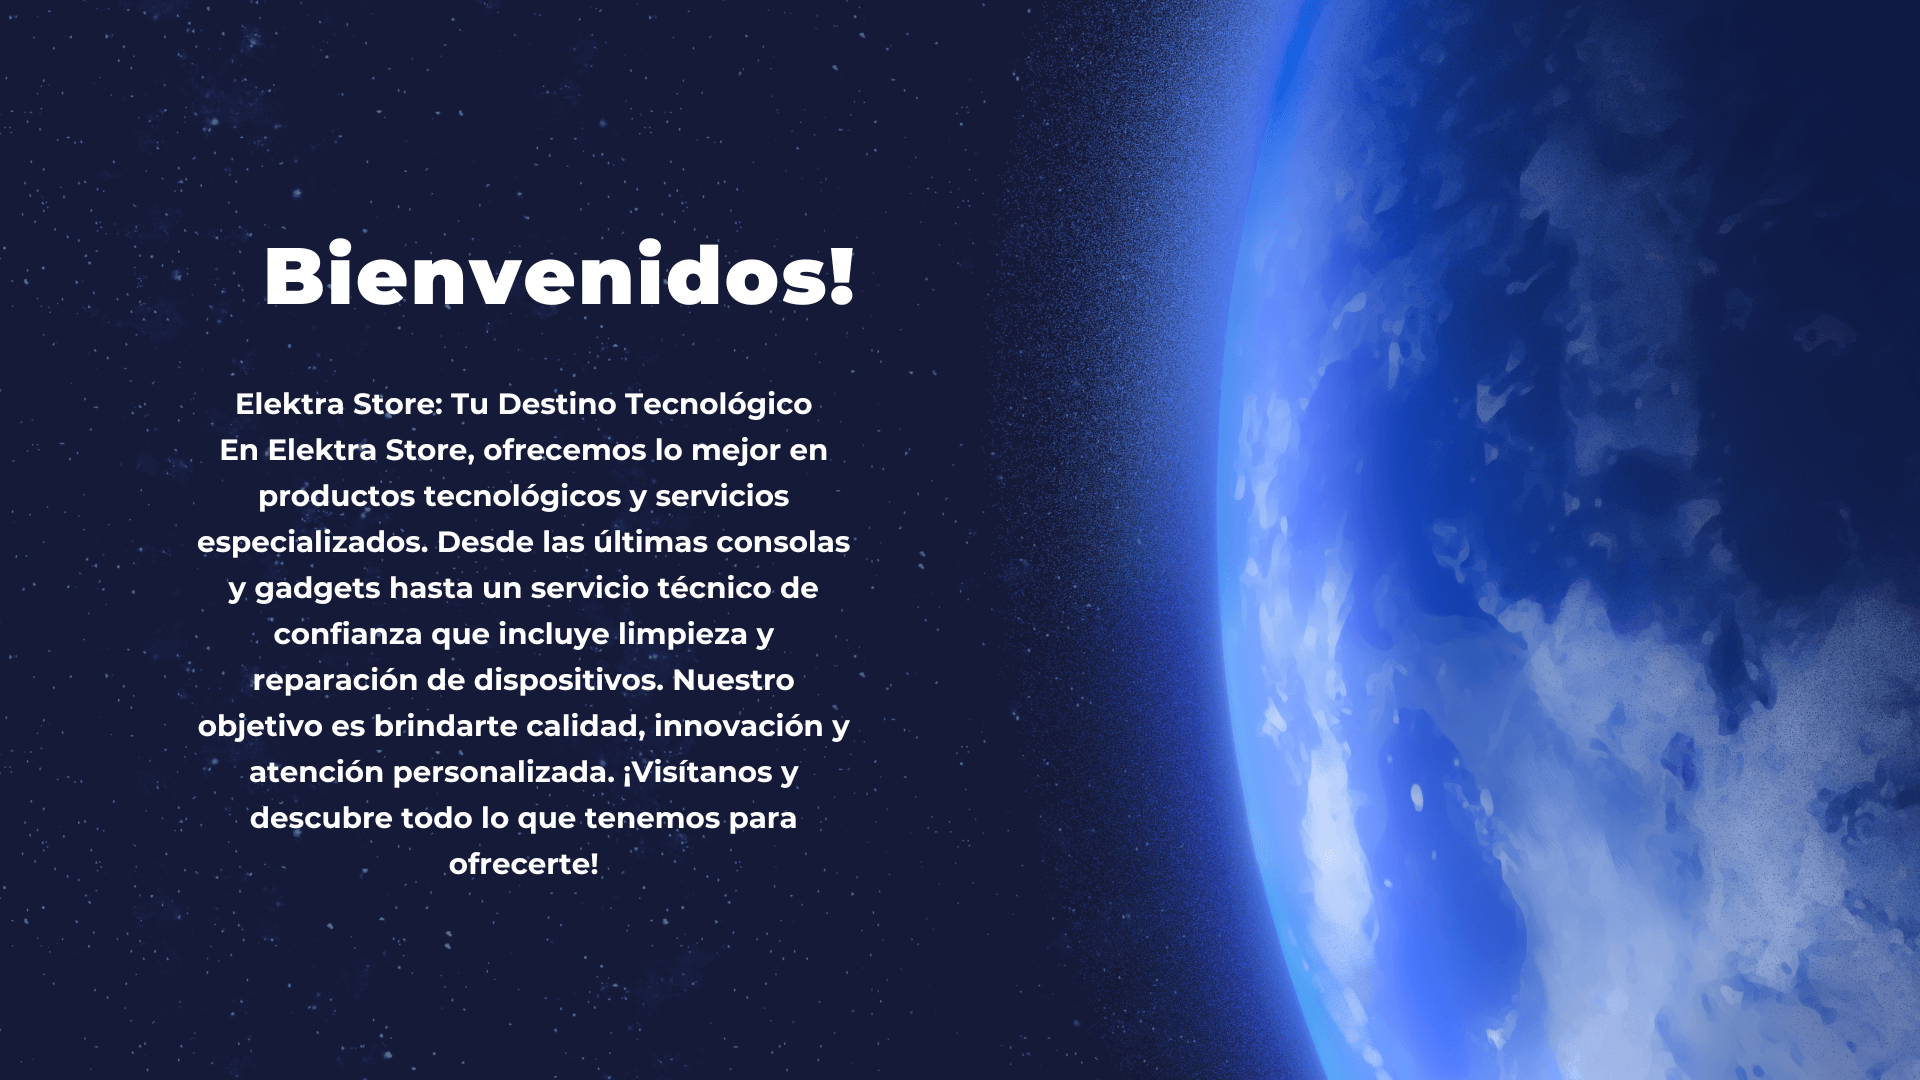 Bienvenidos!
Elektra Store: Tu Destino Tecnológico
En Elektra Store, ofrecemos lo mejor en
productos tecnológicos y servicios
especializados. Desde las últimas consolas
y gadgets hasta un servicio técnico de
confianza que incluye limpieza y
reparación de dispositivos. Nuestro
objetivo es brindarte calidad, innovación y
atención personalizada. ¡Visítanos y
descubre todo lo que tenemos para
ofrecerte!